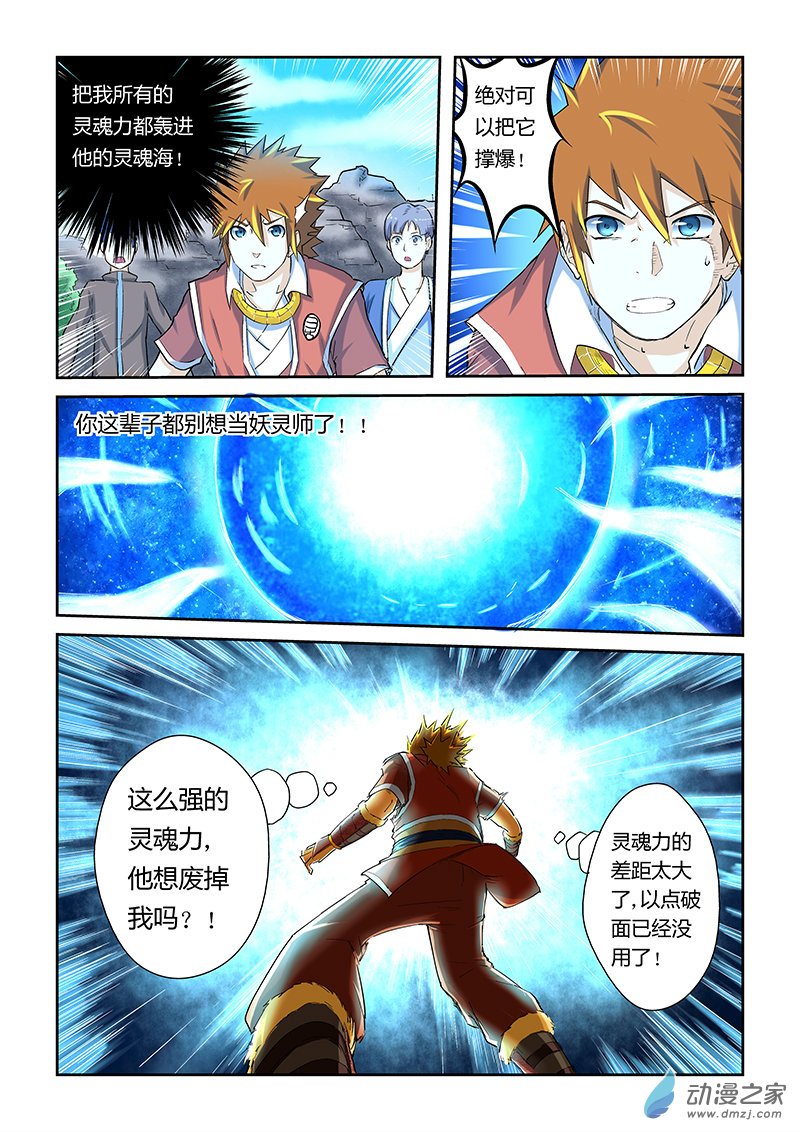 把我所有的
灵魂力都轰进
他的灵魂海！
绝对可
以把它
撑爆！
你这辈子都别想当妖灵师了！！
这么强的
灵魂力，
他想废掉
我吗？！
灵魂力的
差距太大
了，以点破
面已经没
用了！
动漫之家
www.dmzj.com